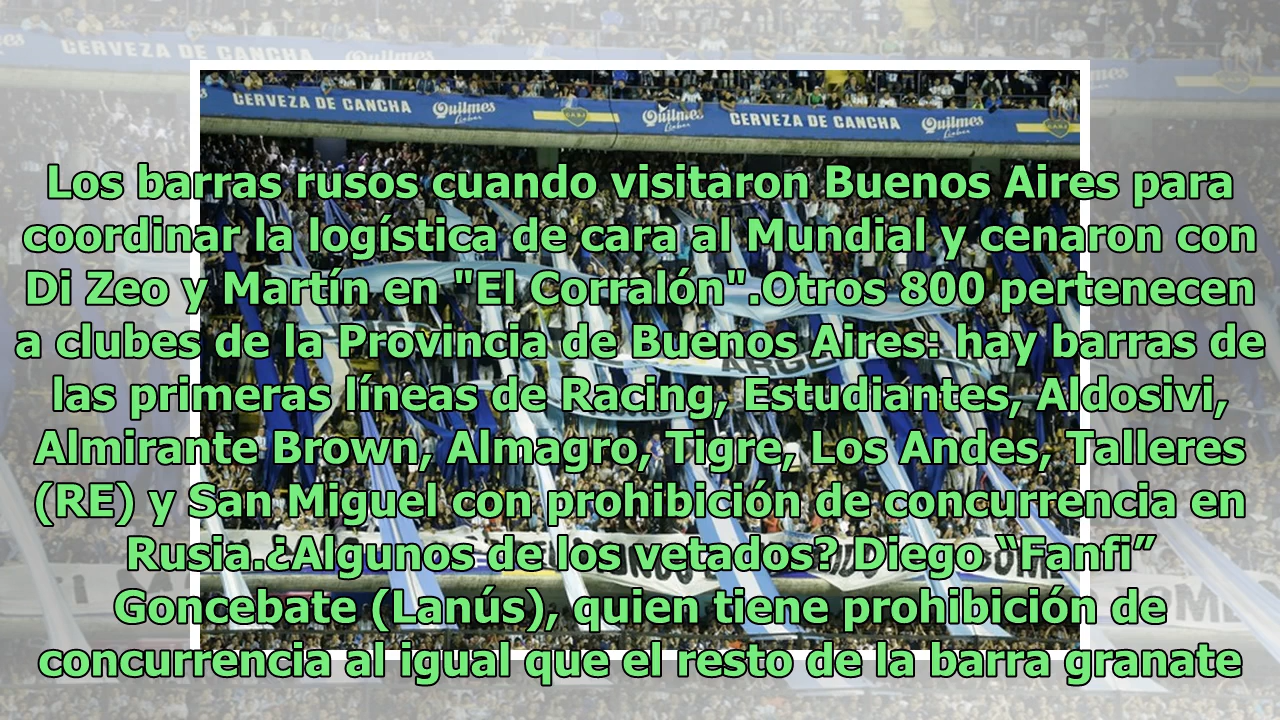 CERVEZA DE CANCHA
CERVEZA DE CANCHA Quilmes Quilmes CERVEZA DE CANCHA Quilmes
Los barras rusos cuando visitaron Buenos Aires para
coordinar la logística de cara al Mundial y cenaron con
Di Zeo y Martín en "El Corralón".Otros 800 pertenecen
a clubes de la Provincia de Buenos Aires: hay barras de
las primeras líneas de Racing, Estudiantes, Aldosivi,
Almirante Brown, Almagro, Tigre, Los Andes, Talleres
(RE) y San Miguel con prohibición de concurrencia en
Rusia.¿Algunos de los vetados? Diego “Fanfi”
Goncebate (Lanús), quien tiene prohibición de
concurrencia al igual que el resto de la barra granate